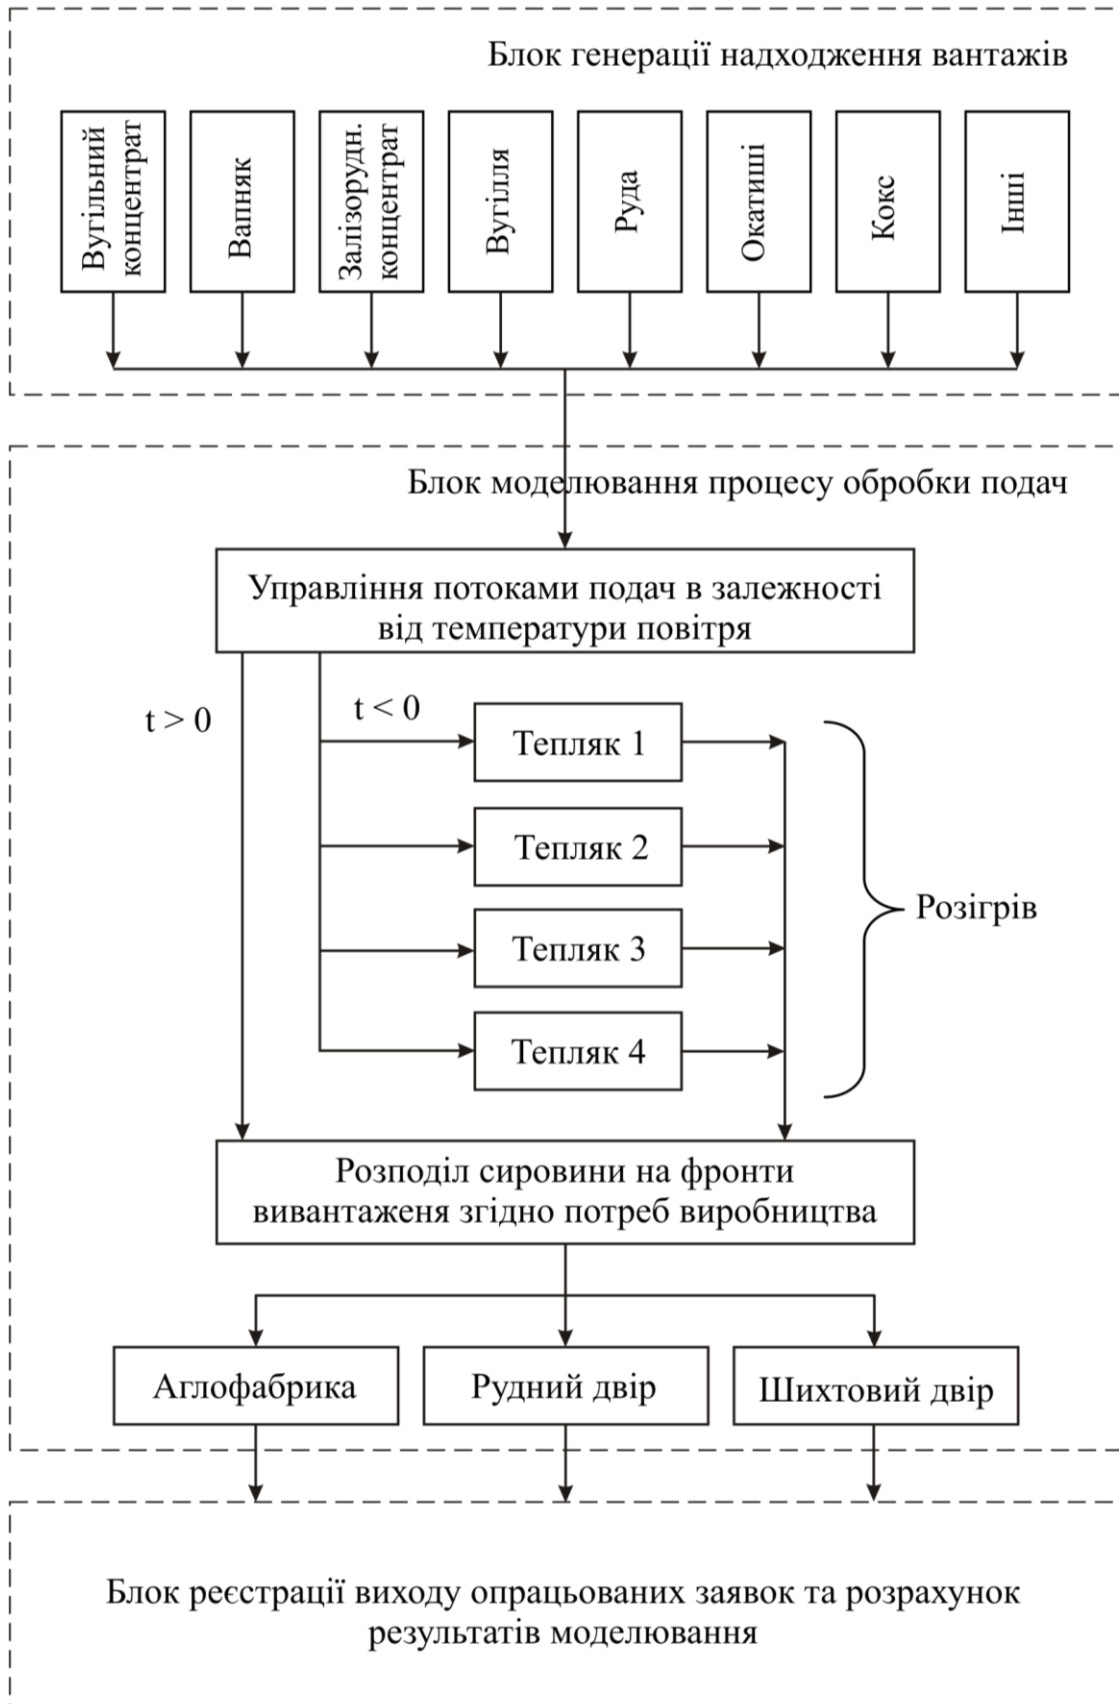 Блок генерації надходження вантажів
Вугільний
концентрат
Вапняк
Залізорудн.
концентрат
Вугілля
Руда
Окатиші
Кокс
Інші
Блок моделювання процесу обробки подач
Управління потоками подач в залежності
від температури повітря
t > 0
t < 0
Тепляк 1
Тепляк 2
Тепляк 3
Тепляк 4
Розігрів
Розподіл сировини на фронти
вивантаженя згідно потреб виробництва
Аглофабрика
Рудний двір
Шихтовий двір
Блок реєстрації виходу опрацьованих заявок та розрахунок
результатів моделювання